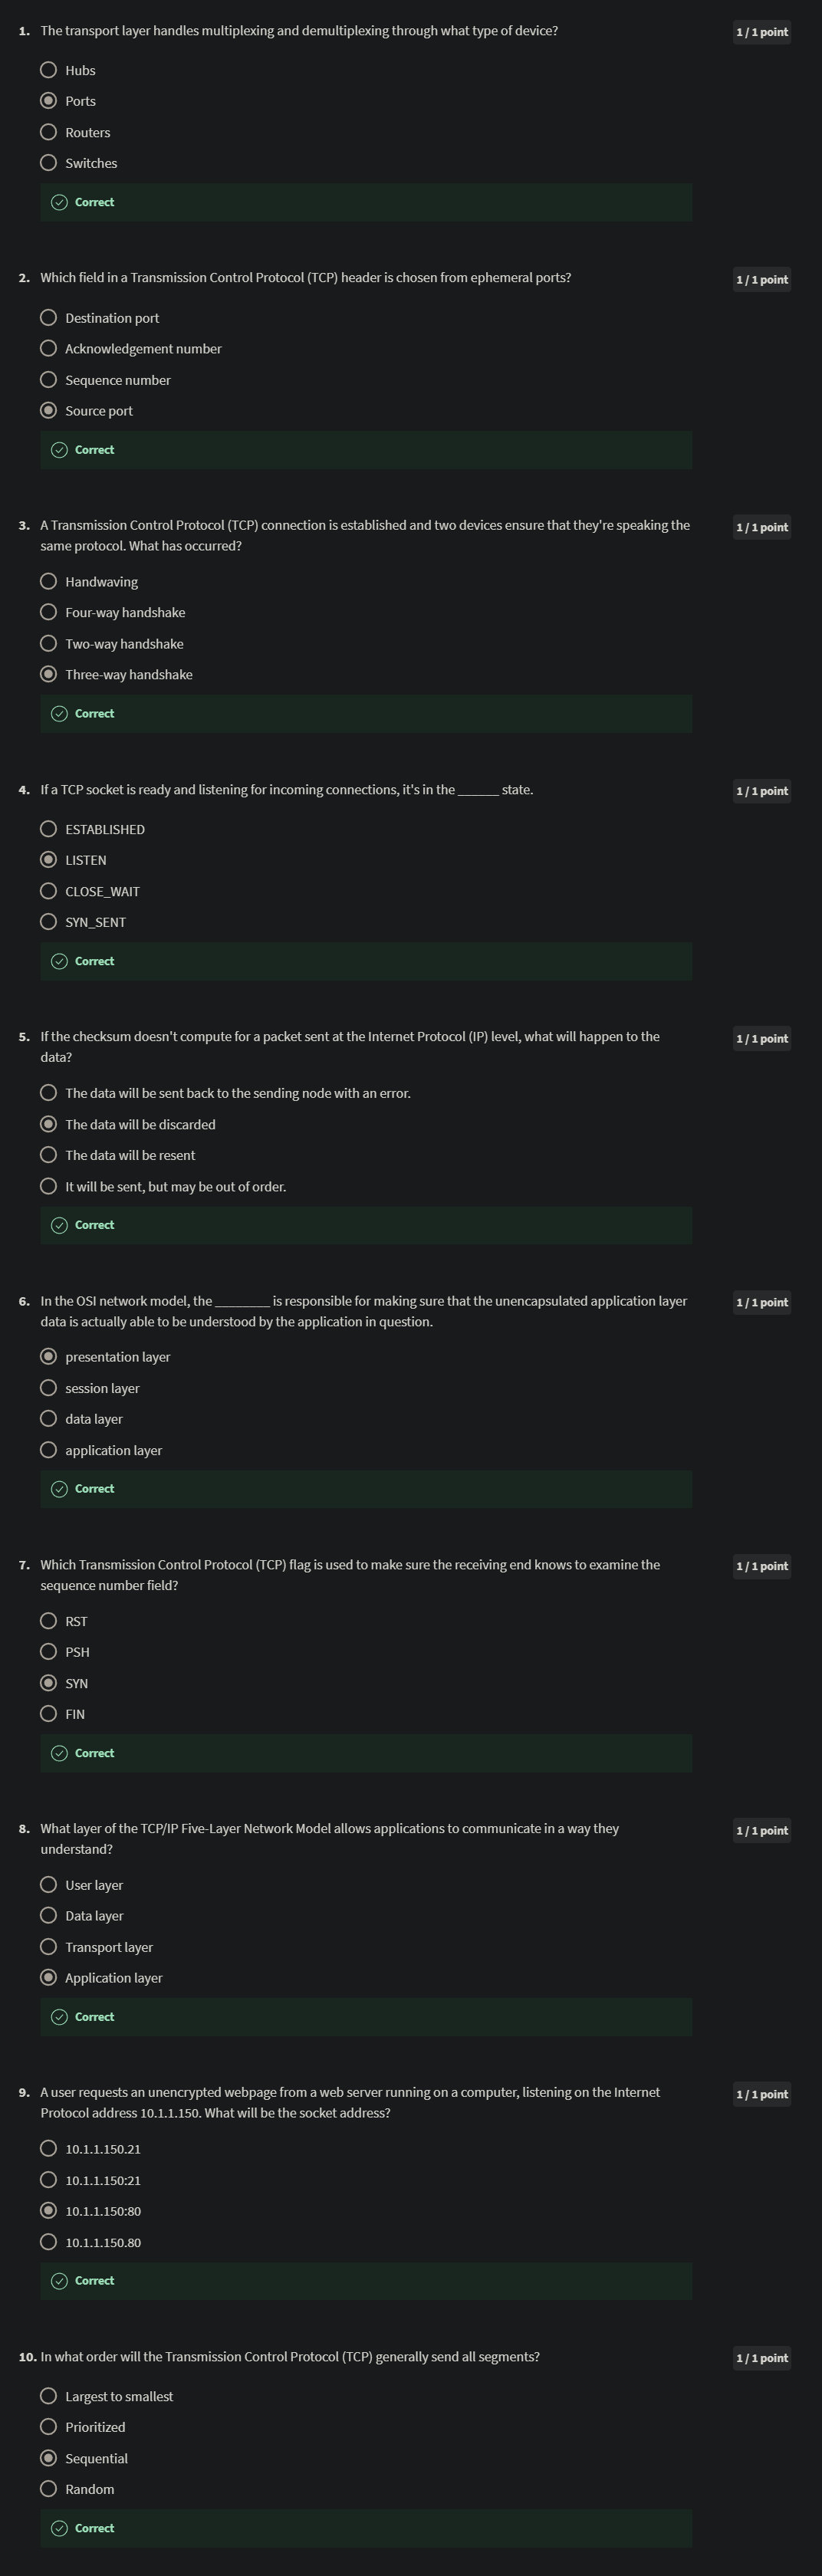 1. The transport layer handles multiplexing and demultiplexing through what type of device?
1 / 1 point
Hubs
Ports
Routers
Switches
Correct
2. Which field in a Transmission Control Protocol (TCP) header is chosen from ephemeral ports?
1 / 1 point
Destination port
Acknowledgement number
Sequence number
Source port
Correct
3. A Transmission Control Protocol (TCP) connection is established and two devices ensure that they're speaking the
same protocol. What has occurred?
1 / 1 point
Handwaving
Four-way handshake
Two-way handshake
Three-way handshake
Correct
4. If a TCP socket is ready and listening for incoming connections, it's in the ______ state.
1 / 1 point
ESTABLISHED
LISTEN
CLOSE_WAIT
SYN_SENT
Correct
5. If the checksum doesn't compute for a packet sent at the Internet Protocol (IP) level, what will happen to the
data?
1 / 1 point
The data will be sent back to the sending node with an error.
The data will be discarded
The data will be resent
It will be sent, but may be out of order.
Correct
6. In the OSI network model, the ________ is responsible for making sure that the unencapsulated application layer
data is actually able to be understood by the application in question.
1 / 1 point
presentation layer
session layer
data layer
application layer
Correct
7. Which Transmission Control Protocol (TCP) flag is used to make sure the receiving end knows to examine the
sequence number field?
1 / 1 point
RST
PSH
SYN
FIN
Correct
8. What layer of the TCP/IP Five-Layer Network Model allows applications to communicate in a way they
understand?
1 / 1 point
User layer
Data layer
Transport layer
Application layer
Correct
9. A user requests an unencrypted webpage from a web server running on a computer, listening on the Internet
Protocol address 10.1.1.150. What will be the socket address?
1 / 1 point
10.1.1.150.21
10.1.1.150:21
10.1.1.150:80
10.1.1.150.80
Correct
10. In what order will the Transmission Control Protocol (TCP) generally send all segments?
1 / 1 point
Largest to smallest
Prioritized
Sequential
Random
Correct